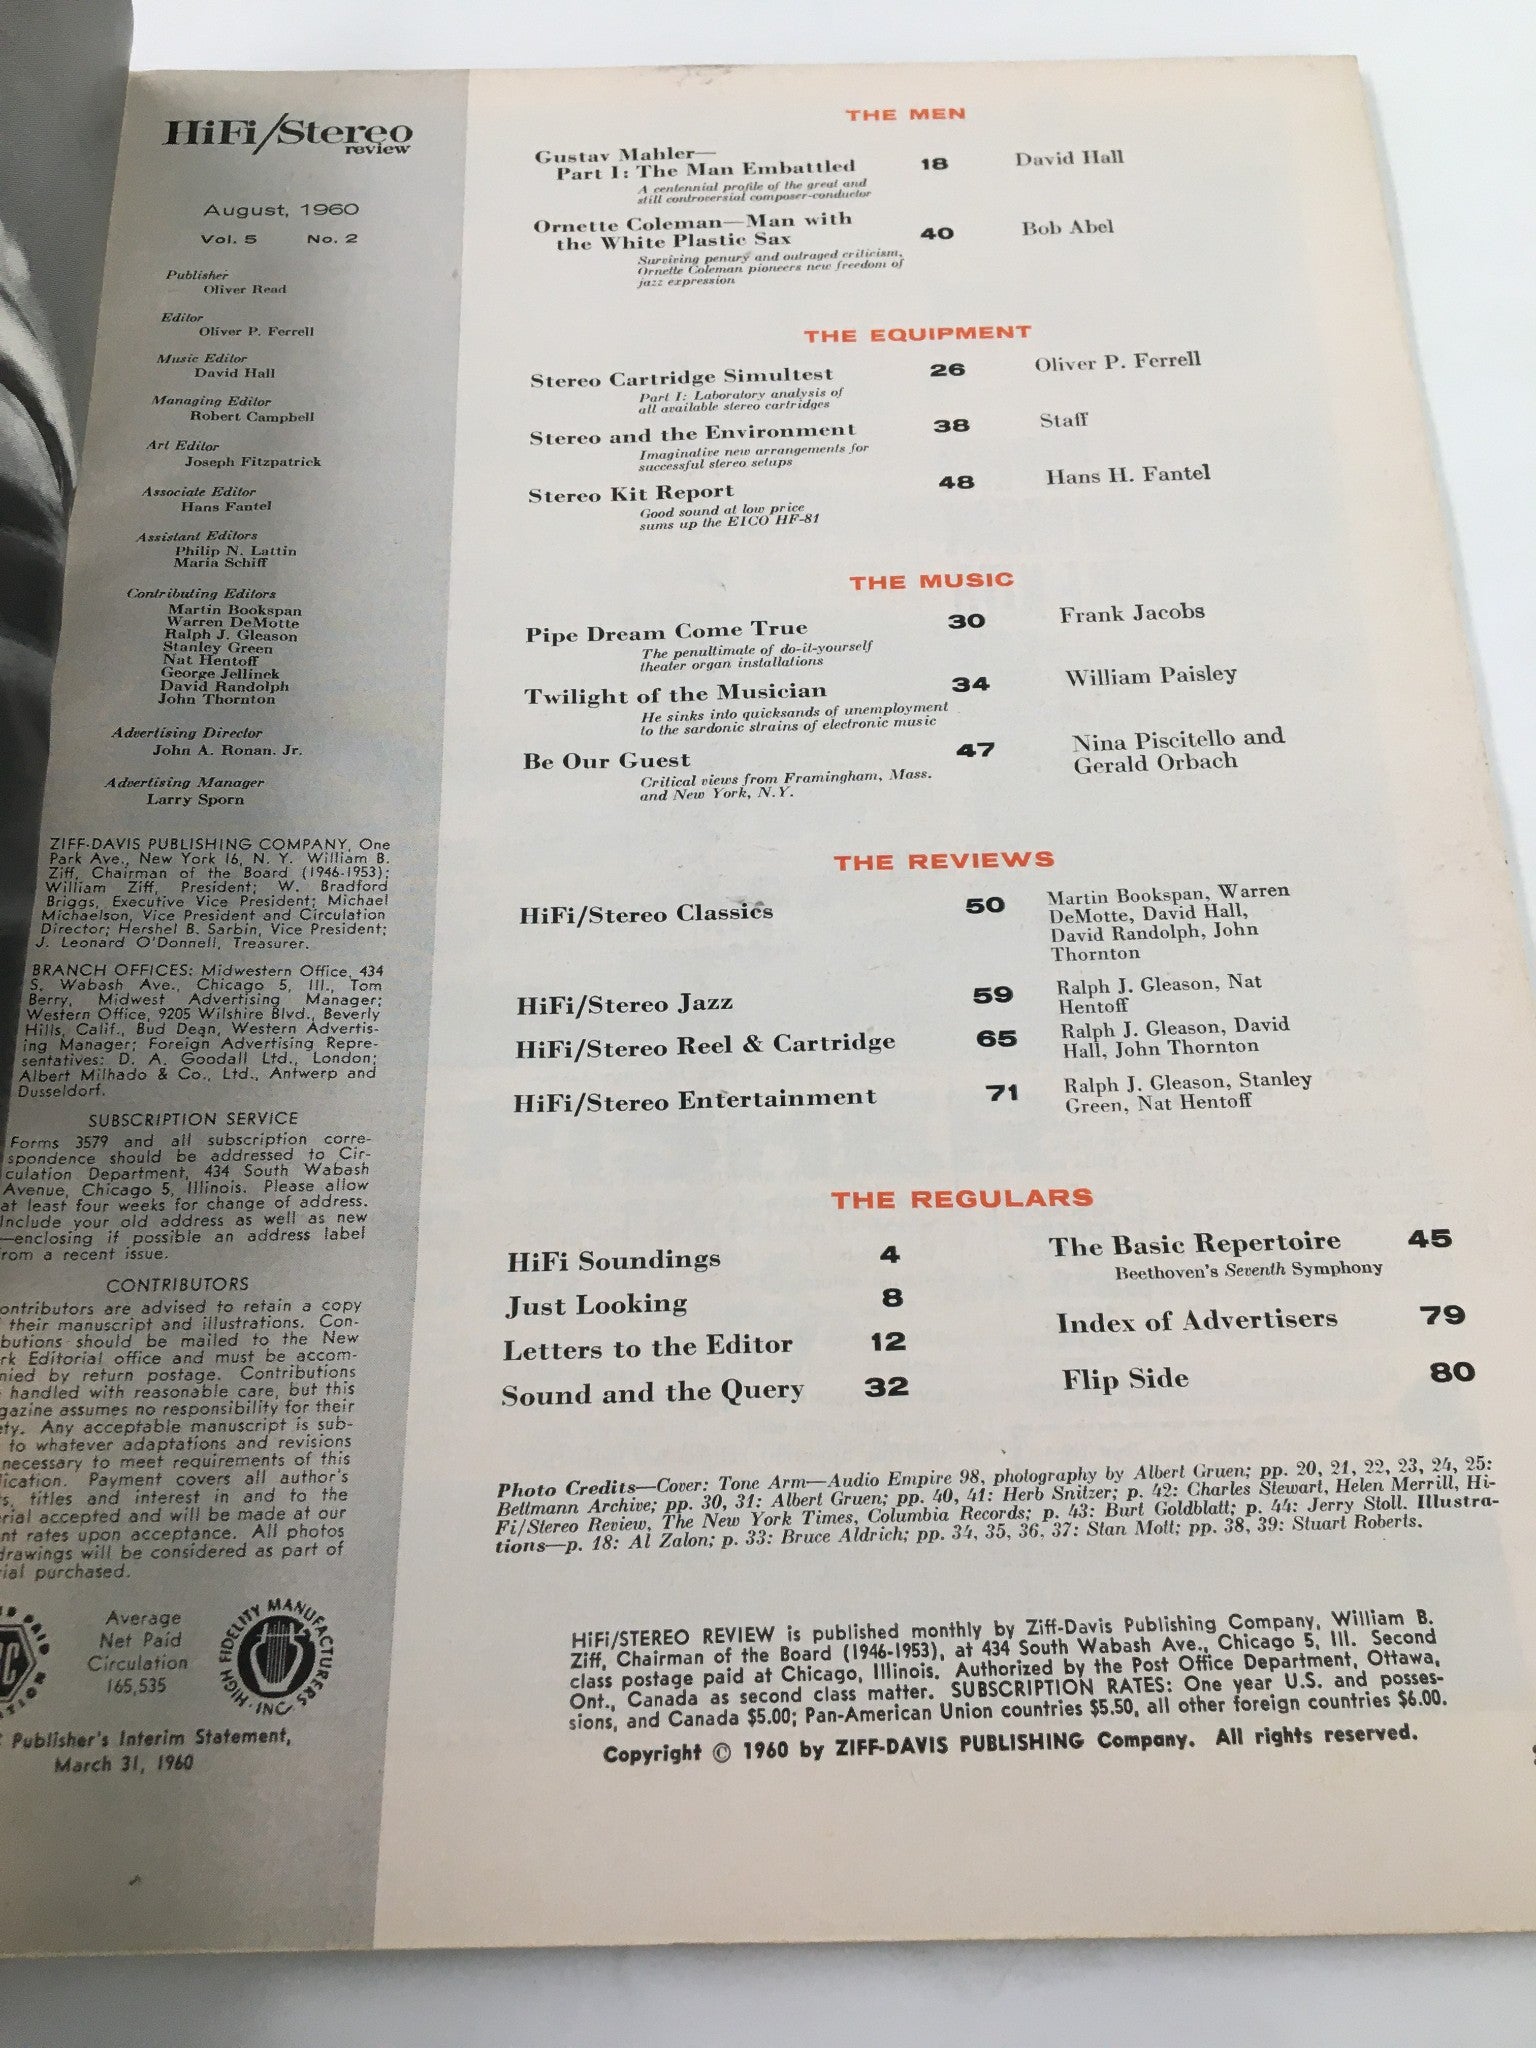 HiFi/Stereo
review
August, 1960
Vol. 5 No. 2
Publisher
Oliver Read
Editor
Oliver P. Ferrell
Music Editor
David Hall
Managing Editor
Robert Campbell
Art Editor
Joseph Fitzpatrick
Associate Editor
Hans Fantel
Assistant Editors
Philip N. Lattin
Maria Schiff
Contributing Editors
Martin Bookspan
Warren DeMotte
Ralph J. Gleason
Stanley Green
Nat Hentoff
George Jellinek
David Randolph
John Thornton
Advertising Director
John A. Ronan, Jr.
Advertising Manager
Larry Sporn
ZIFF-DAVIS PUBLISHING COMPANY, One
Park Ave., New York 16, N. Y. William B.
Ziff, Chairman of the Board (1946-1953);
William Ziff, President; W. Bradford
Briggs, Executive Vice President; Michael
Michaelson, Vice President and Circulation
Director; Hershel B. Sarbin, Vice President;
J. Leonard O'Donnell, Treasurer.
BRANCH OFFICES: Midwestern Office, 434
S. Wabash Ave., Chicago 5, Ill., Tom
Berry, Midwest Advertising Manager;
Western Office, 9205 Wilshire Blvd., Beverly
Hills, Calif., Bud Dean, Western Advertis-
ing Manager; Foreign Advertising Repre-
sentatives: D. A. Goodall Ltd., London;
Albert Milhado & Co., Ltd., Antwerp and
Dusseldorf.
SUBSCRIPTION SERVICE
Forms 3579 and all subscription corre-
spondence should be addressed to Cir-
culation Department, 434 South Wabash
Avenue, Chicago 5, Illinois. Please allow
at least four weeks for change of address.
Include your old address as well as new
—enclosing if possible an address label
from a recent issue.
CONTRIBUTORS
ontributors are advised to retain a copy
their manuscript and illustrations. Con-
butions should be mailed to the New
rk Editorial office and must be accom-
nied by return postage. Contributions
handled with reasonable care, but this
gazine assumes no responsibility for their
ety. Any acceptable manuscript is sub-
to whatever adaptations and revisions
necessary to meet requirements of this
lication. Payment covers all author's
s, titles and interest in and to the
rial accepted and will be made at our
nt rates upon acceptance. All photos
drawings will be considered as part of
ial purchased.
Average
Net Paid
Circulation
165,535
HIGH FIDELITY MANUFACTURERS INC.
Publisher's Interim Statement,
March 31, 1960
THE MEN
Gustav Mahler—
Part I: The Man Embattled 18 David Hall
A centennial profile of the great and
still controversial composer-conductor
Ornette Coleman—Man with
the White Plastic Sax 40 Bob Abel
Surviving penury and outraged criticism,
Ornette Coleman pioneers new freedom of
jazz expression
THE EQUIPMENT
Stereo Cartridge Simultest 26 Oliver P. Ferrell
Part I: Laboratory analysis of
all available stereo cartridges
Stereo and the Environment 38 Staff
Imaginative new arrangements for
successful stereo setups
Stereo Kit Report 48 Hans H. Fantel
Good sound at low price
sums up the EICO HF-81
THE MUSIC
Pipe Dream Come True 30 Frank Jacobs
The penultimate of do-it-yourself
theater organ installations
Twilight of the Musician 34 William Paisley
He sinks into quicksands of unemployment
to the sardonic strains of electronic music
Be Our Guest 47 Nina Piscitello and
Gerald Orbach
Critical views from Framingham, Mass.
and New York, N.Y.
THE REVIEWS
HiFi/Stereo Classics 50 Martin Bookspan, Warren
DeMotte, David Hall,
David Randolph, John
Thornton
HiFi/Stereo Jazz 59 Ralph J. Gleason, Nat
Hentoff
HiFi/Stereo Reel & Cartridge 65 Ralph J. Gleason, David
Hall, John Thornton
HiFi/Stereo Entertainment 71 Ralph J. Gleason, Stanley
Green, Nat Hentoff
THE REGULARS
HiFi Soundings 4
Just Looking 8
Letters to the Editor 12
Sound and the Query 32
The Basic Repertoire 45
Beethoven's Seventh Symphony
Index of Advertisers 79
Flip Side 80
Photo Credits—Cover: Tone Arm—Audio Empire 98, photography by Albert Gruen; pp. 20, 21, 22, 23, 24, 25:
Bettmann Archive; pp. 30, 31: Albert Gruen; pp. 40, 41: Herb Snitzer; p. 42: Charles Stewart, Helen Merrill, Hi-
Fi/Stereo Review, The New York Times, Columbia Records; p. 43: Burt Goldblatt; p. 44: Jerry Stoll. Illustra-
tions—p. 18: Al Zalon; p. 33: Bruce Aldrich; pp. 34, 35, 36, 37: Stan Mott; pp. 38, 39: Stuart Roberts.
HiFi/STEREO REVIEW is published monthly by Ziff-Davis Publishing Company, William B.
Ziff, Chairman of the Board (1946-1953), at 434 South Wabash Ave., Chicago 5, Ill. Second
class postage paid at Chicago, Illinois. Authorized by the Post Office Department, Ottawa,
Ont., Canada as second class matter. SUBSCRIPTION RATES: One year U.S. and posses-
sions, and Canada $5.00; Pan-American Union countries $5.50, all other foreign countries $6.00.
Copyright © 1960 by ZIFF-DAVIS PUBLISHING Company. All rights reserved.